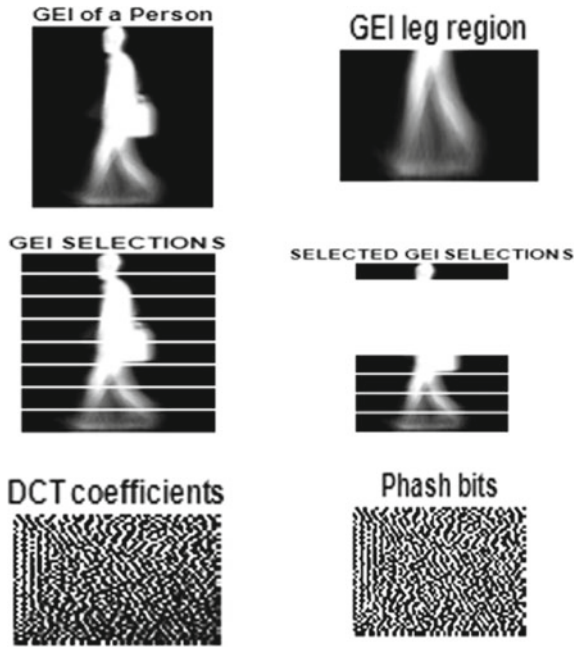 GEI of a Person
GEI leg region
GEI SELECTIONS
SELECTED GEI SELECTIONS
DCT coefficients
Phash bits